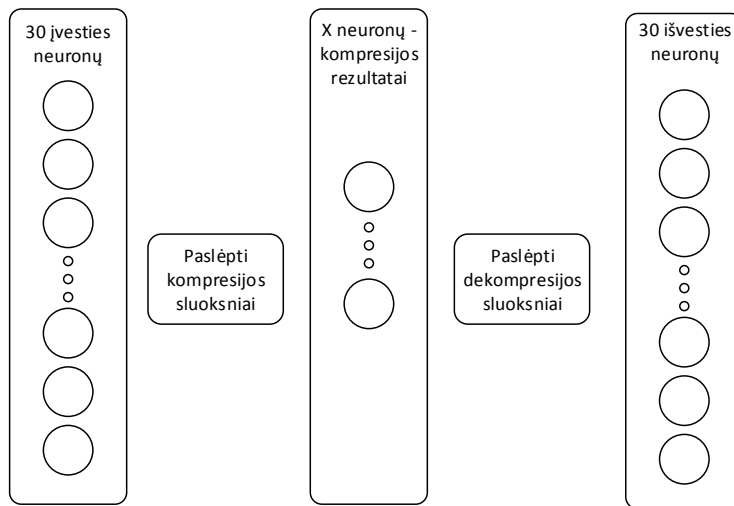 30 įvesties
neuronų
Paslėpti
kompresijos
sluoksniai
X neuronų -
kompresijos
rezultatai
Paslėpti
dekompresijos
sluoksniai
30 išvesties
neuronų